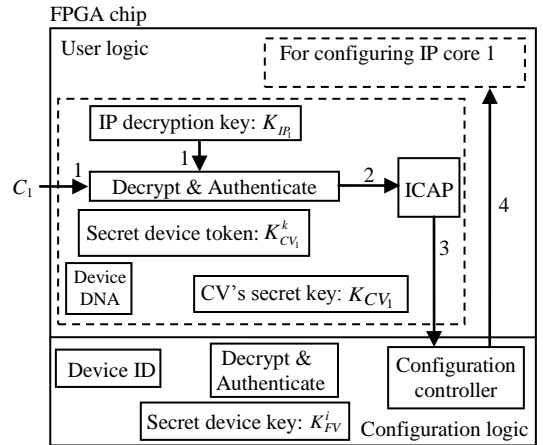 FPGA chip
User logic
For configuring IP core 1
IP decryption key: K_{IP_1}
1
1
2
C_1
Decrypt & Authenticate
ICAP
4
Secret device token: K^k_{CV_1}
3
Device
DNA
CV's secret key: K_{CV_1}
Device ID
Decrypt &
Authenticate
Configuration
controller
Secret device key: K^i_{FV}
Configuration logic